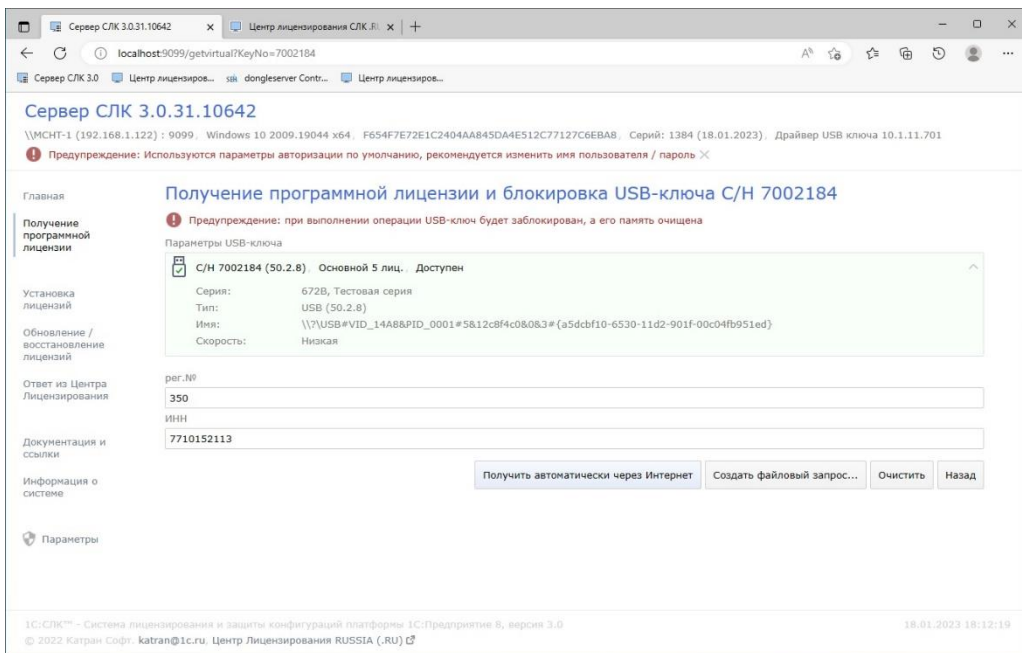 Сервер СЛК 3.0.31.10642
Центр лицензирования СЛК .RU
localhost:9099/getvirtual?KeyNo=7002184
Сервер СЛК 3.0
Центр лицензиров...
dongleserver Contr...
Центр лицензиров...
Сервер СЛК 3.0.31.10642
\\MCHT-1 (192.168.1.122) : 9099, Windows 10 2009.19044 x64, F654F7E72E1C2404AA845DA4E512C77127C6EBA8, Серий: 1384 (18.01.2023), Драйвер USB ключа 10.1.11.701
Предупреждение: Используются параметры авторизации по умолчанию, рекомендуется изменить имя пользователя / пароль
Главная
Получение
программной
лицензии
Установка
лицензий
Обновление /
восстановление
лицензий
Ответ из Центра
Лицензирования
Документация и
ссылки
Информация о
системе
Параметры
Получение программной лицензии и блокировка USB-ключа С/Н 7002184
Предупреждение: при выполнении операции USB-ключ будет заблокирован, а его память очищена
Параметры USB-ключа
С/Н 7002184 (50.2.8), Основной 5 лиц., Доступен
Серия: 672B, Тестовая серия
Тип: USB (50.2.8)
Имя: \\?\USB#VID_14A8&PID_0001#5&12c8f4c0&0&3#{a5dcbf10-6530-11d2-901f-00c04fb951ed}
Скорость: Низкая
рег.№
350
ИНН
7710152113
Получить автоматически через Интернет Создать файловый запрос... Очистить Назад
1С:СЛК™ – Система лицензирования и защиты конфигураций платформы 1С:Предприятие 8, версия 3.0 18.01.2023 18:12:19
© 2022 Катран Софт. katran@1c.ru, Центр Лицензирования RUSSIA (.RU)